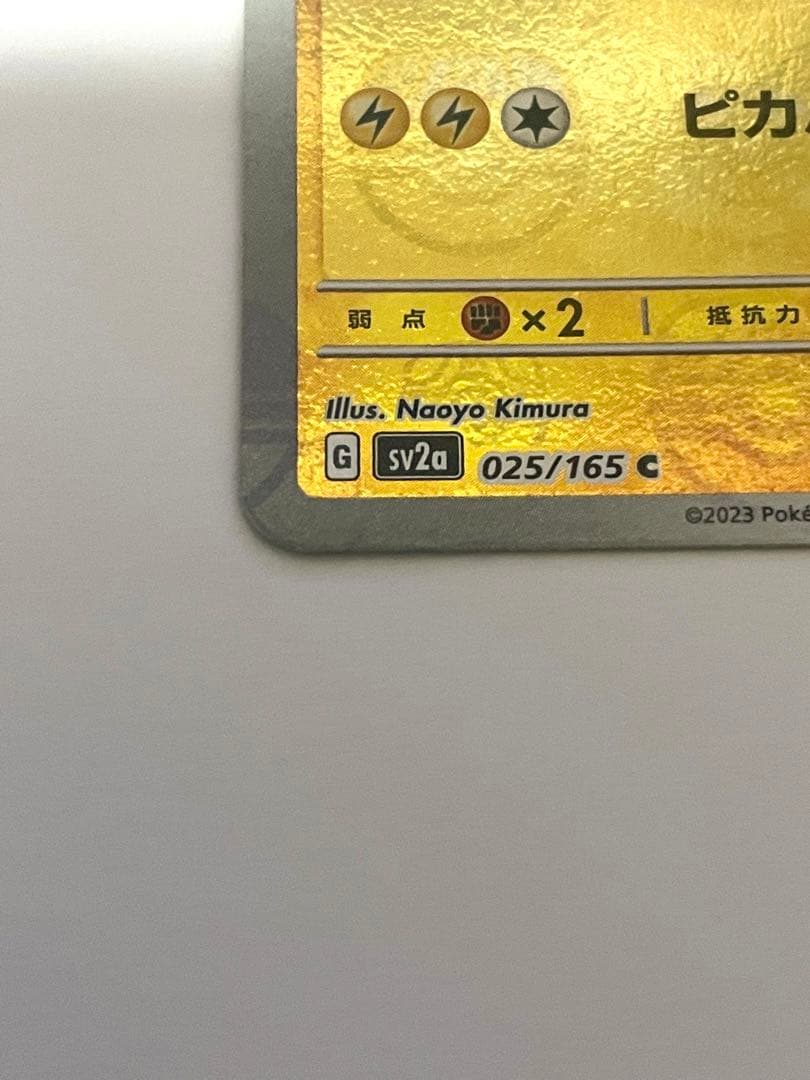 ピカ
弱点 ×2 抵抗力
Illus. Naoyo Kimura
G sv2a 025/165 C
©2023 Poké